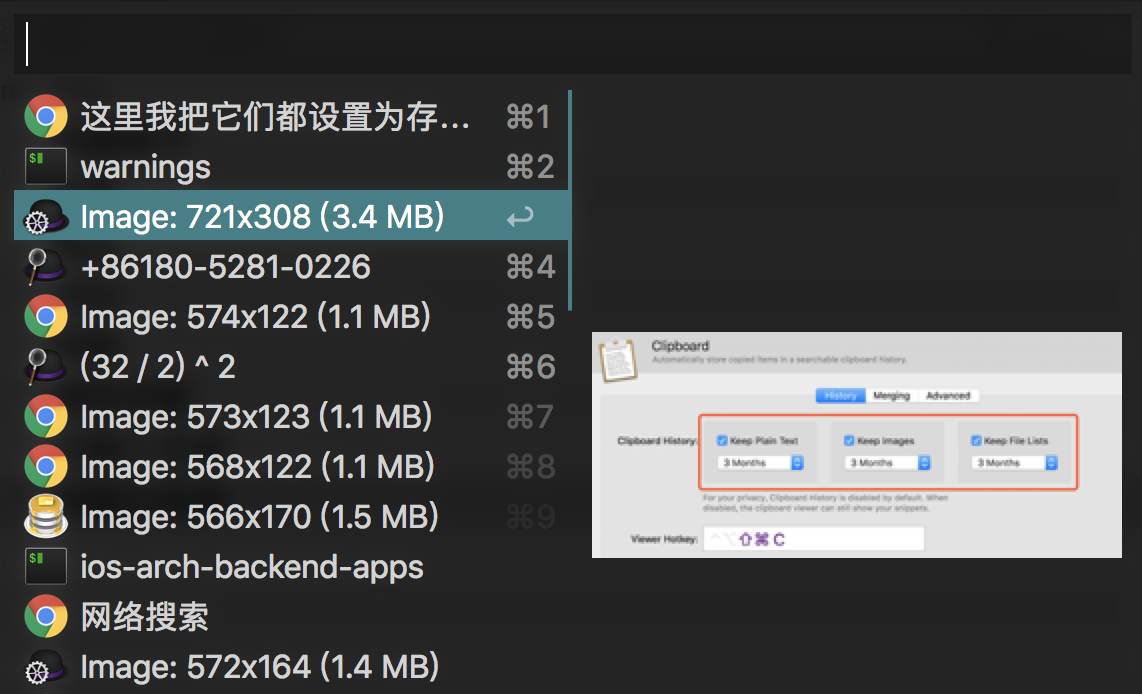 这里我把它们都设置为存... ⌘1
warnings ⌘2
Image: 721x308 (3.4 MB) ↩
+86180-5281-0226 ⌘4
Image: 574x122 (1.1 MB) ⌘5
(32 / 2) ^ 2 ⌘6
Image: 573x123 (1.1 MB) ⌘7
Image: 568x122 (1.1 MB) ⌘8
Image: 566x170 (1.5 MB) ⌘9
ios-arch-backend-apps
网络搜索
Image: 572x164 (1.4 MB)
Clipboard
Automatically store copied items in a searchable clipboard history.
History Merging Advanced
Clipboard History: Keep Plain Text Keep Images Keep File Lists
3 Months 3 Months 3 Months
For your privacy, Clipboard History is disabled by default. When
disabled, the clipboard viewer can still show your snippets.
Viewer Hotkey: ^⌥⇧⌘ C